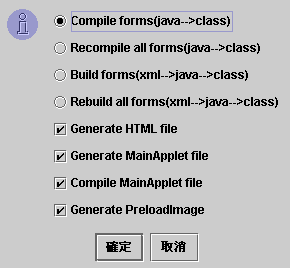 Compile forms(java-->class)
Recompile all forms(java-->class)
Build forms(xml-->java-->class)
Rebuild all forms(xml-->java-->class)
Generate HTML file
Generate MainApplet file
Compile MainApplet file
Generate PreloadImage
確定 取消